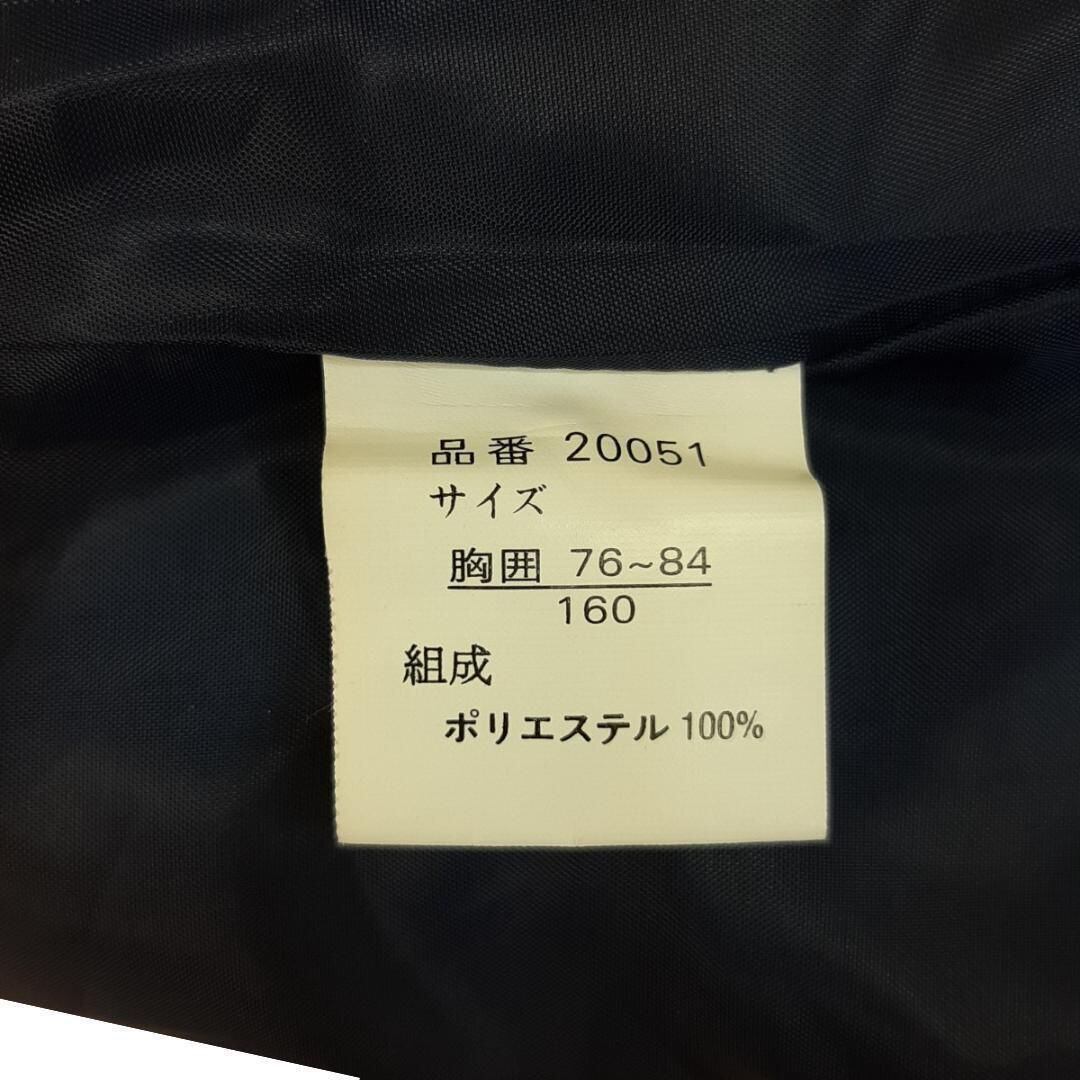 品番 20051
サイズ
胸囲 76~84
160
組成
ポリエステル 100%